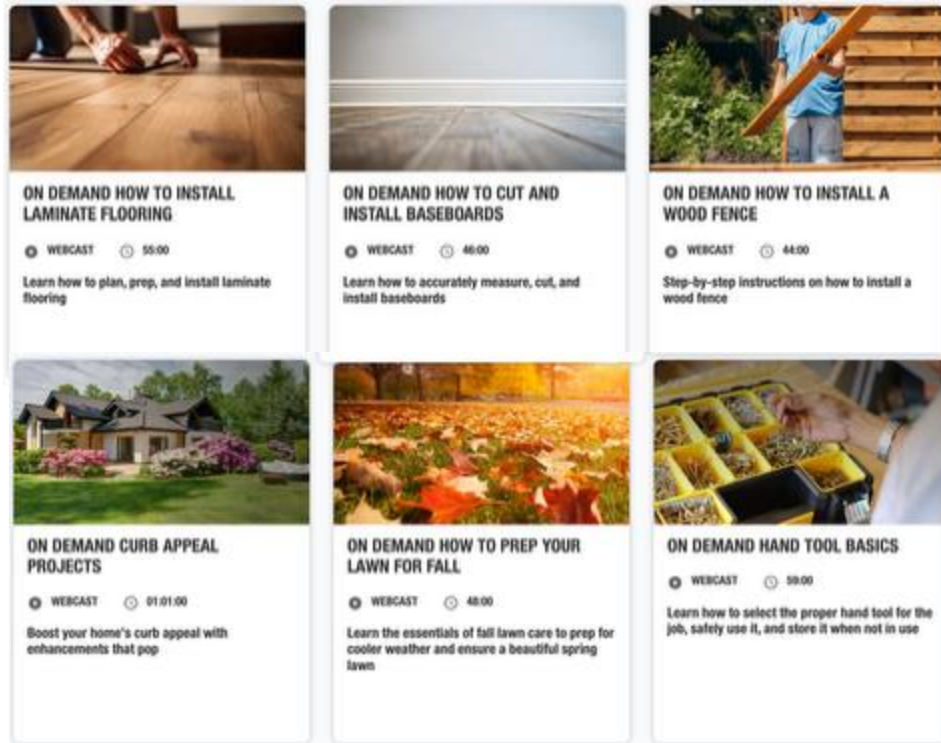 ON DEMAND HOW TO INSTALL
LAMINATE FLOORING
WEBCAST 55:00
Learn how to plan, prep, and install laminate
flooring
ON DEMAND HOW TO CUT AND
INSTALL BASEBOARDS
WEBCAST 46:00
Learn how to accurately measure, cut, and
install baseboards
ON DEMAND HOW TO INSTALL A
WOOD FENCE
WEBCAST 44:00
Step-by-step instructions on how to install a
wood fence
ON DEMAND CURB APPEAL
PROJECTS
WEBCAST 01:01:00
Boost your home's curb appeal with
enhancements that pop
ON DEMAND HOW TO PREP YOUR
LAWN FOR FALL
WEBCAST 48:00
Learn the essentials of fall lawn care to prep for
cooler weather and ensure a beautiful spring
lawn
ON DEMAND HAND TOOL BASICS
WEBCAST 59:00
Learn how to select the proper hand tool for the
job, safely use it, and store it when not in use